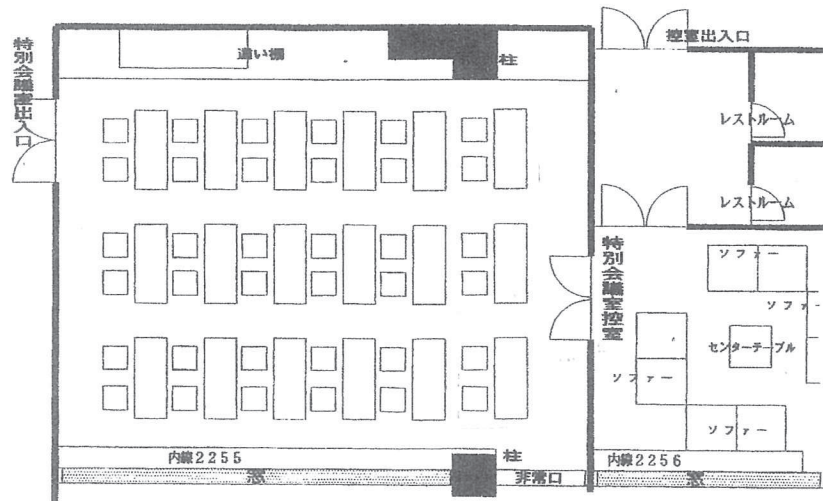 特別会議室出入口
違い棚
柱
控室出入口
レストルーム
レストルーム
特別会議室控室
ソファー
ソファー
センターテーブル
ソファー
ソファー
内線2255
柱
内線2256
窓
非常口
窓